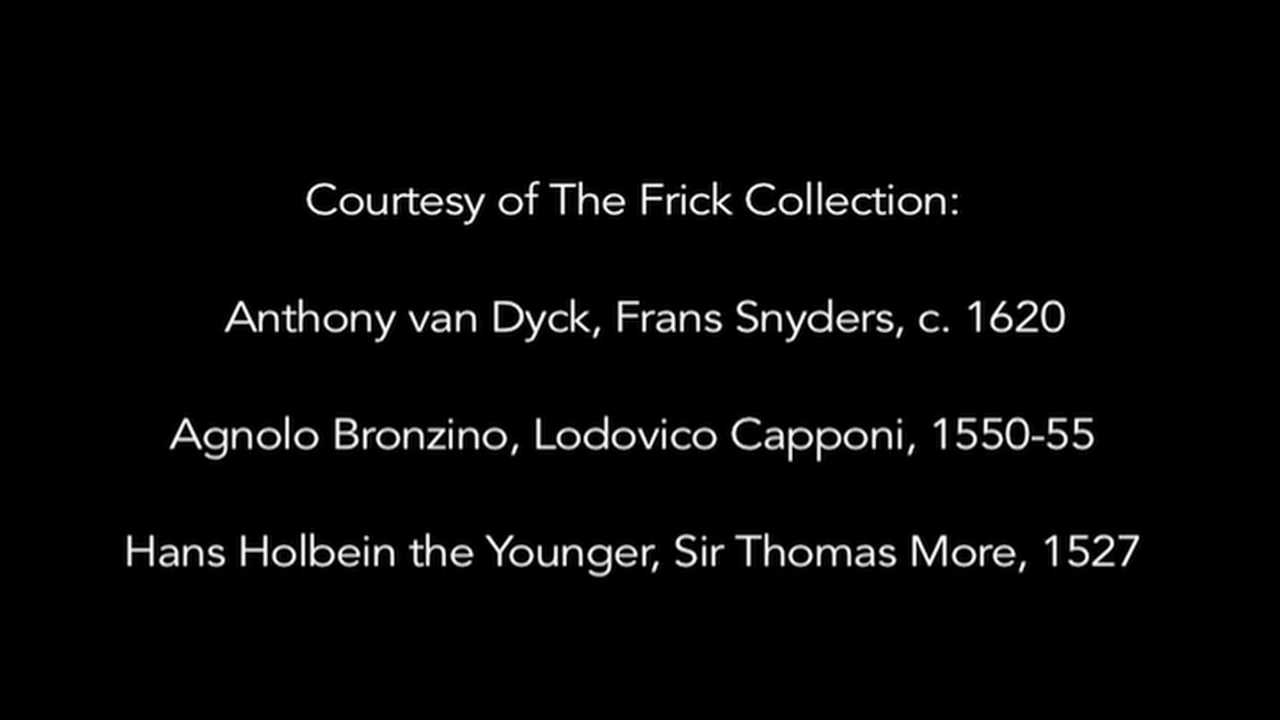 Courtesy of The Frick Collection:
Anthony van Dyck, Frans Snyders, c. 1620
Agnolo Bronzino, Lodovico Capponi, 1550-55
Hans Holbein the Younger, Sir Thomas More, 1527